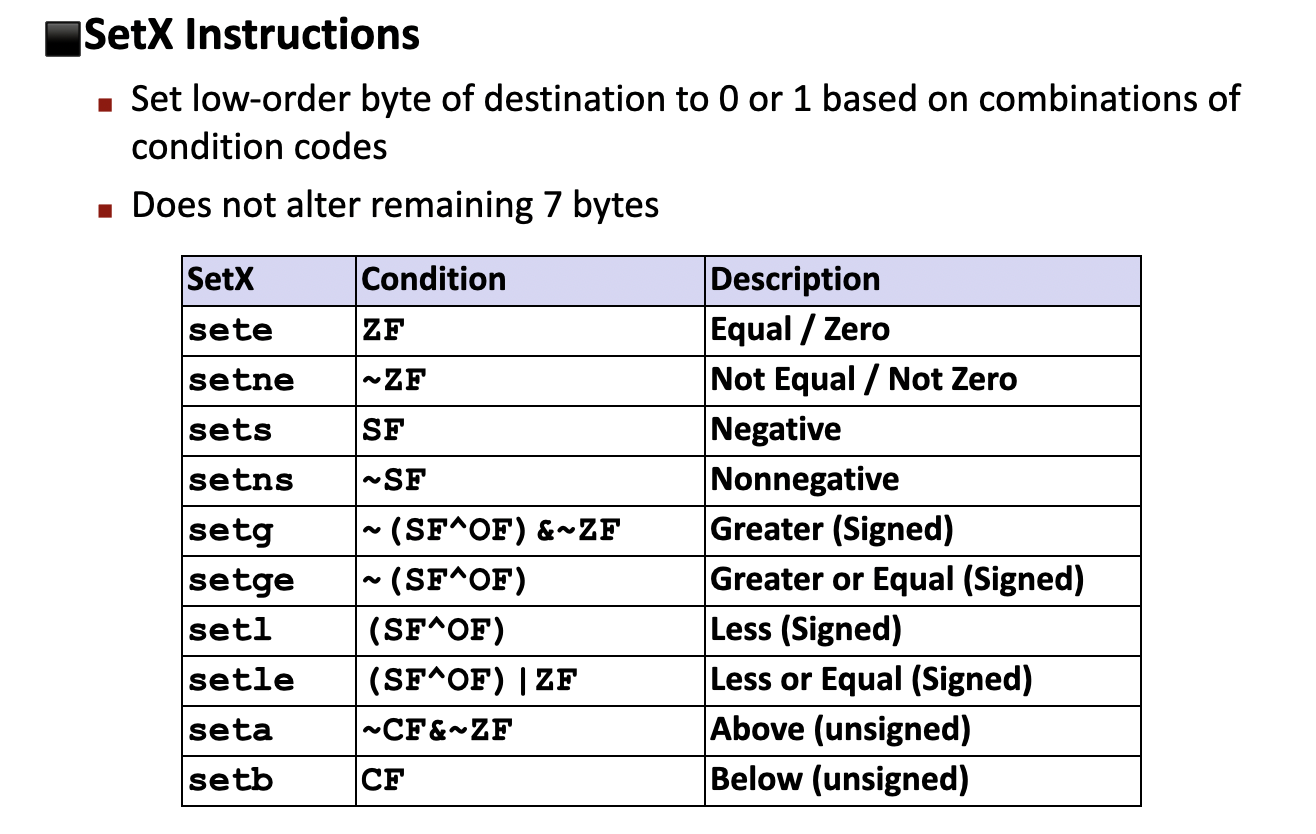 SetX Instructions
Set low-order byte of destination to 0 or 1 based on combinations of
condition codes
Does not alter remaining 7 bytes
SetX Condition Description
sete ZF Equal / Zero
setne ~ZF Not Equal / Not Zero
sets SF Negative
setns ~SF Nonnegative
setg ~(SF^OF)&~ZF Greater (Signed)
setge ~(SF^OF) Greater or Equal (Signed)
setl (SF^OF) Less (Signed)
setle (SF^OF)|ZF Less or Equal (Signed)
seta ~CF&~ZF Above (unsigned)
setb CF Below (unsigned)